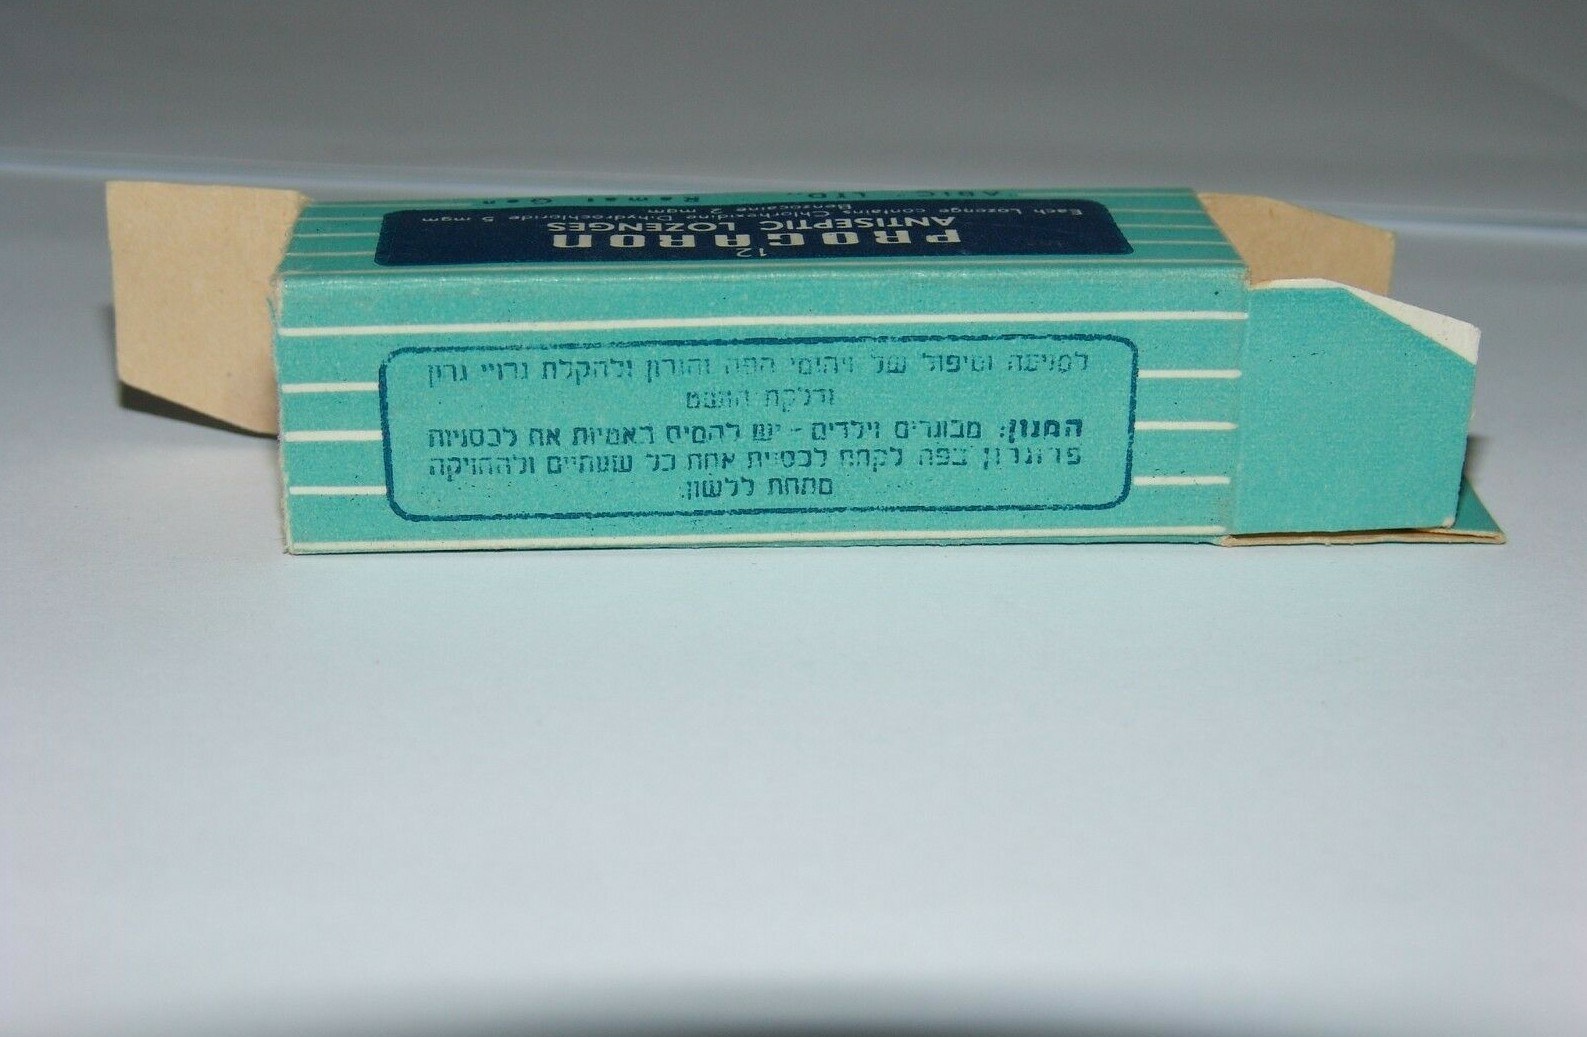 12
PROGARON
ANTISEPTIC LOZENGES
Each Lozenge contains Chlorhexidine Dihydrochloride 5 mgm
Benzocaine 2 mgm
"ABIC" LTD., Ramat Gan
למניעה וטיפול של זיהומי הפה והגרון ולהקלת גרויי גרון
ודלקת החנט
המנון: מבוגרים וילדים - יש להמיס באטיות את לכסניות
פרוגרון בפה לקחת לכסנית אחת כל שעתיים ולהחזיקה
מתחת ללשון.